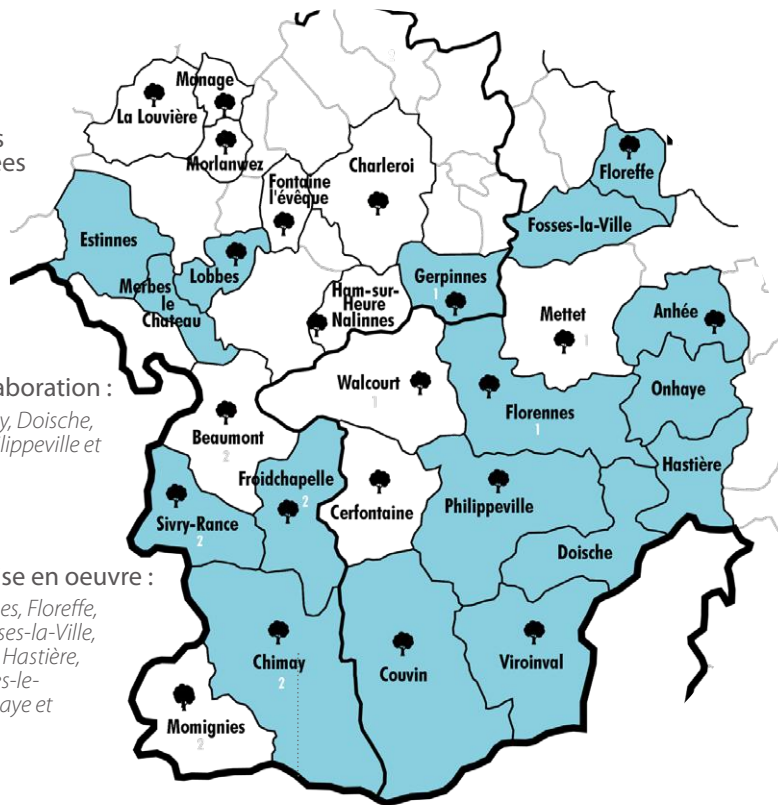 s
ées
aboration :
y, Doische,
ilippeville et
se en oeuvre :
es, Floreffe,
ses-la-Ville,
Hastière,
es-le-
aye et
Manage
La Louvière
Morlanwez
Fontaine
l'évêque
Charleroi
Floreffe
Fosses-la-Ville
Estinnes
Lobbes
Merbes
le
Chateau
Ham-sur-
Heure
Nalinnes
Gerpinnes
1
Mettet
1
Anhée
Walcourt
1
Onhaye
Florennes
1
Beaumont
2
Hastière
Froidchapelle
2
Sivry-Rance
2
Cerfontaine
Philippeville
Doische
Chimay
2
Couvin
Viroinval
Momignies
2